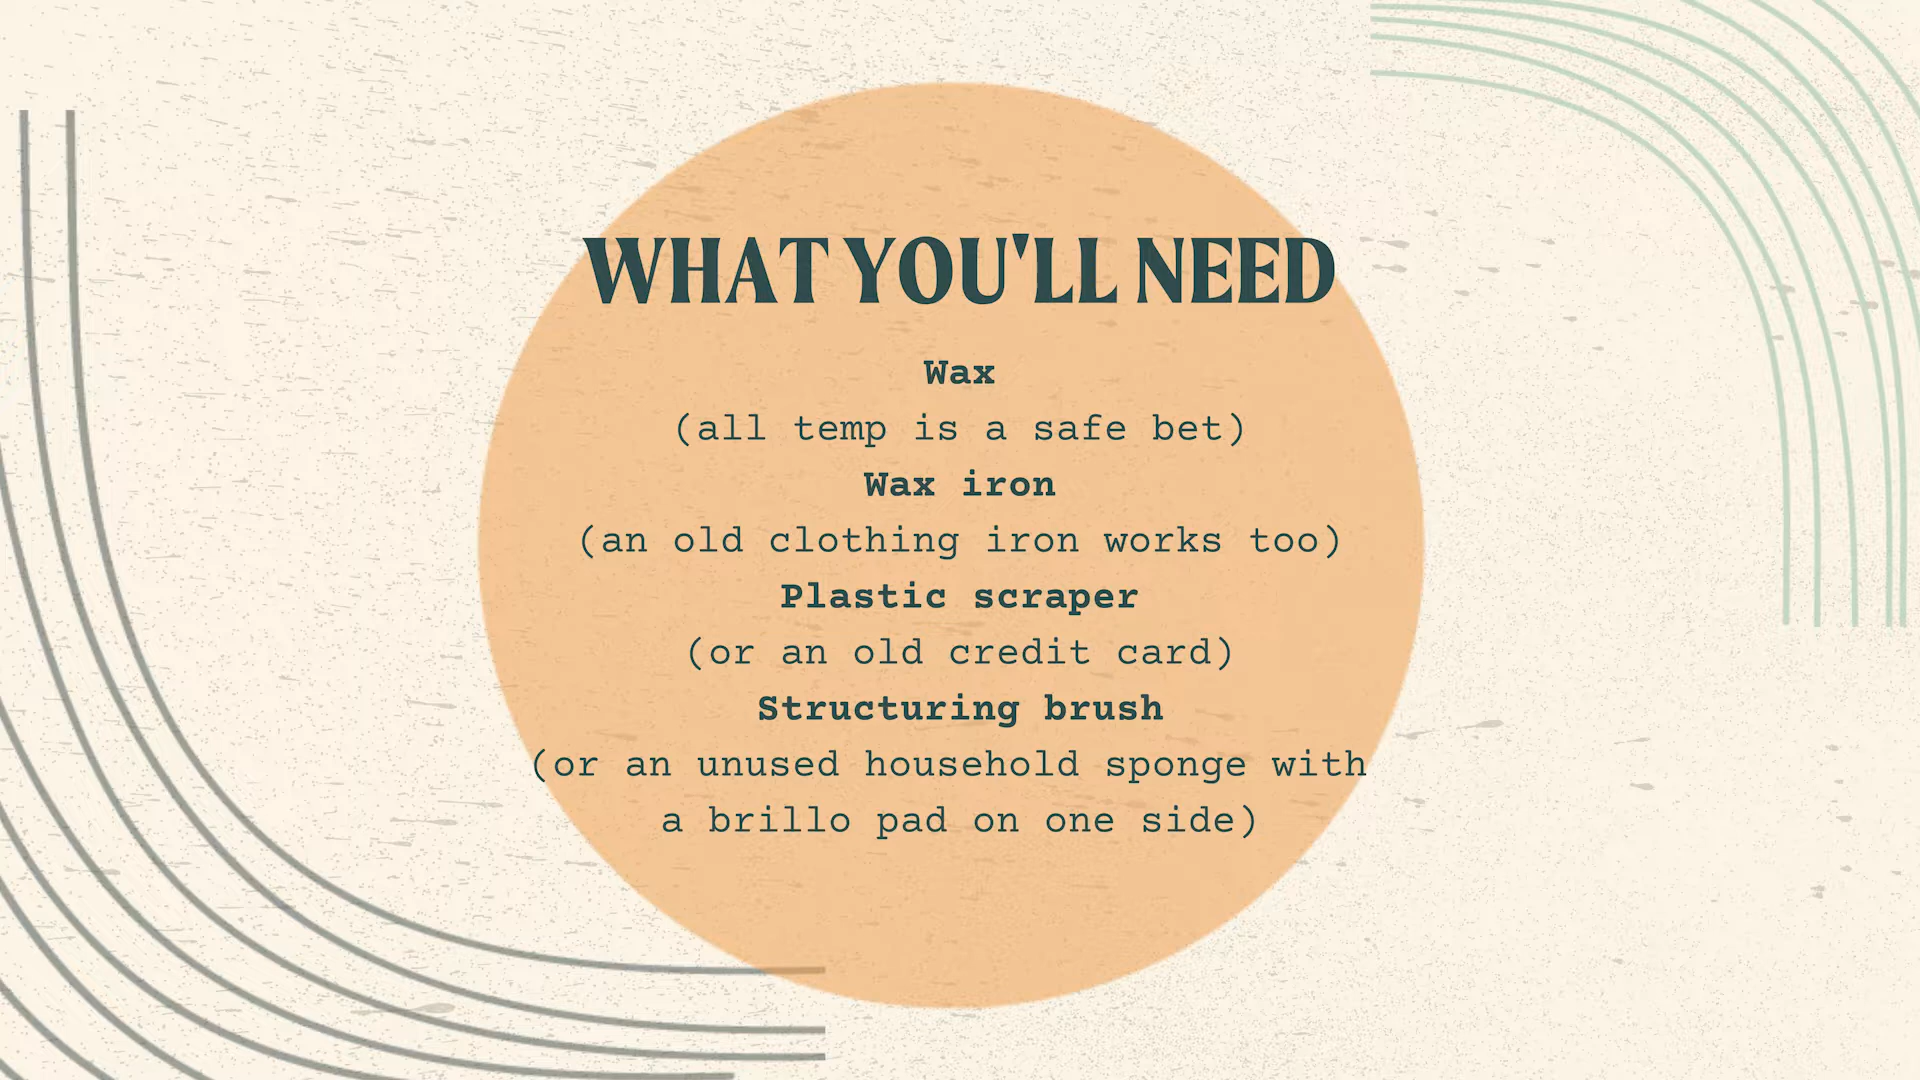 WHAT YOU'LL NEED
Wax
(all temp is a safe bet)
Wax iron
(an old clothing iron works too)
Plastic scraper
(or an old credit card)
Structuring brush
(or an unused household sponge with
a brillo pad on one side)